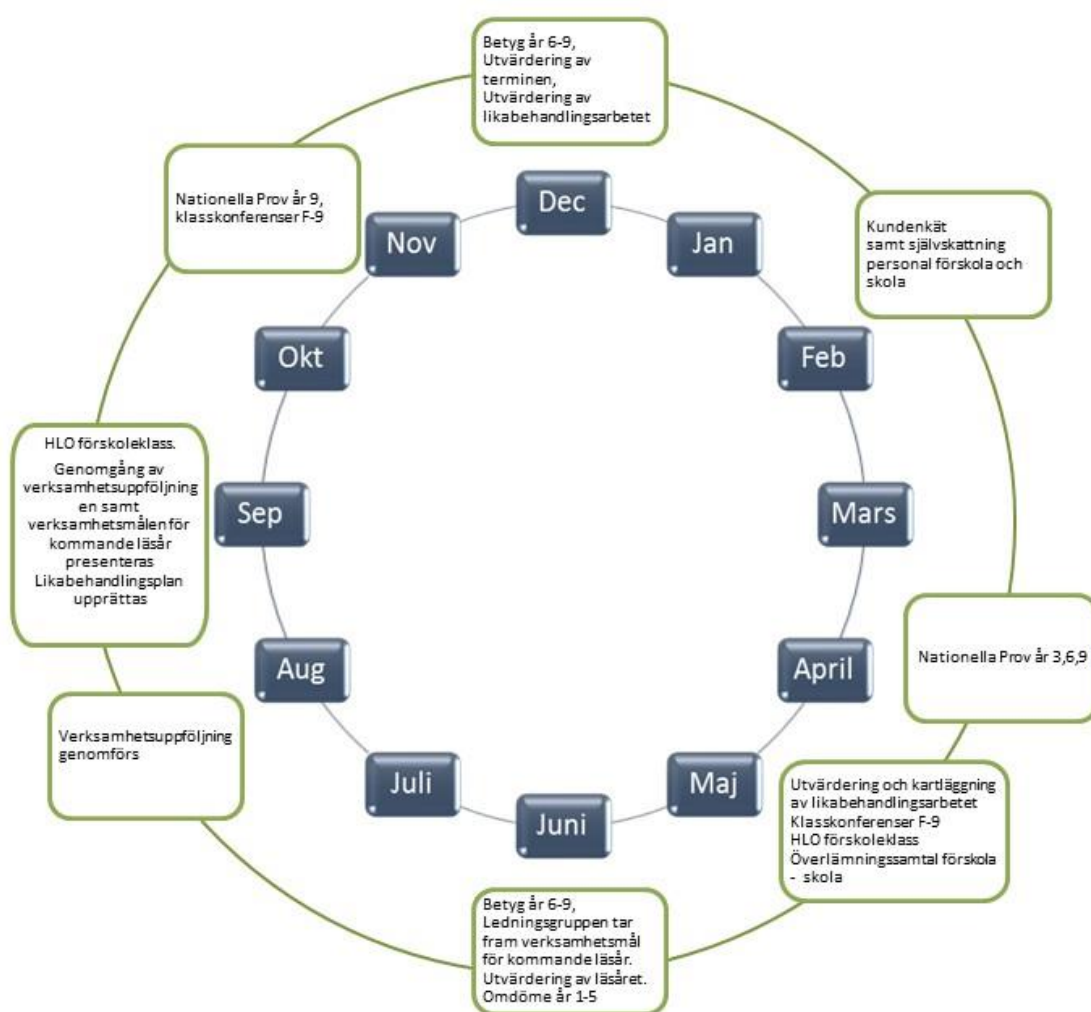 Betyg år 6-9,
Utvärdering av
terminen,
Utvärdering av
likabehandlingsarbetet
Nationella Prov år 9,
klasskonferenser F-9
Kundenkät
samt självskattning
personal förskola och
skola
Dec
Nov
Jan
Okt
Feb
HLO förskoleklass.
Genomgång av
verksamhetsuppföljning
en samt
verksamhetsmålen för
kommande läsår
presenteras
Likabehandlingsplan
upprättas
Sep
Mars
Aug
April
Nationella Prov år 3,6,9
Verksamhetsuppföljning
genomförs
Juli
Maj
Juni
Utvärdering och kartläggning
av likabehandlingsarbetet
Klasskonferenser F-9
HLO förskoleklass
Överlämningssamtal förskola
- skola
Betyg år 6-9,
Ledningsgruppen tar
fram verksamhetsmål
för kommande läsår.
Utvärdering av läsåret.
Omdöme år 1-5